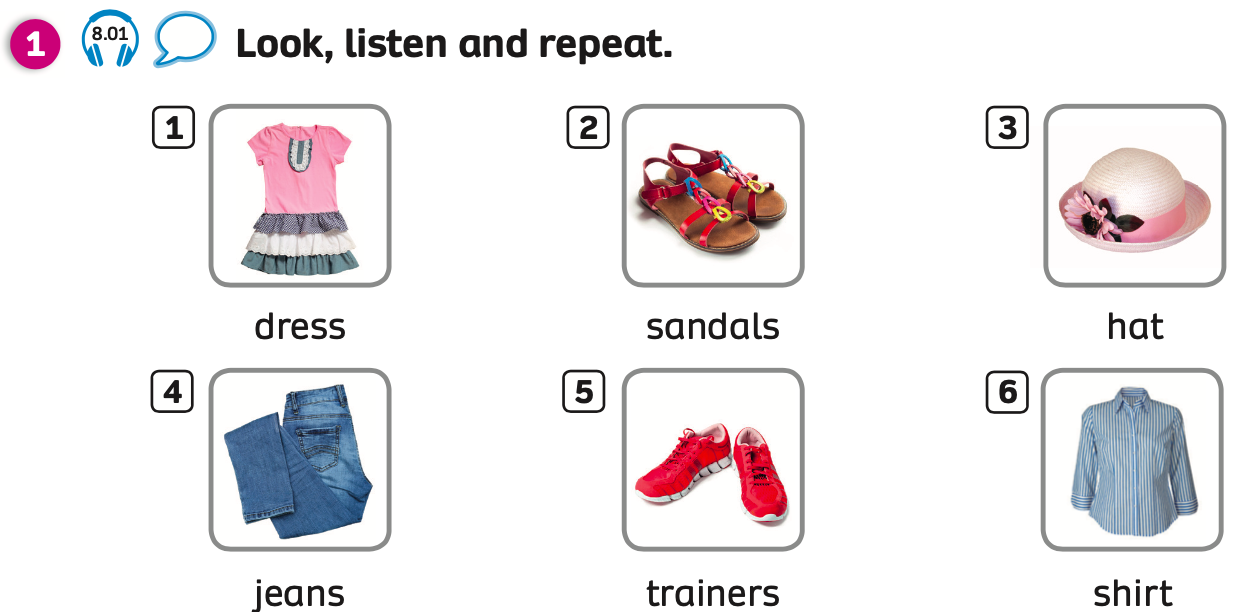 1 8.01 Look, listen and repeat.
1 2 3
dress sandals hat
4 5 6
jeans trainers shirt